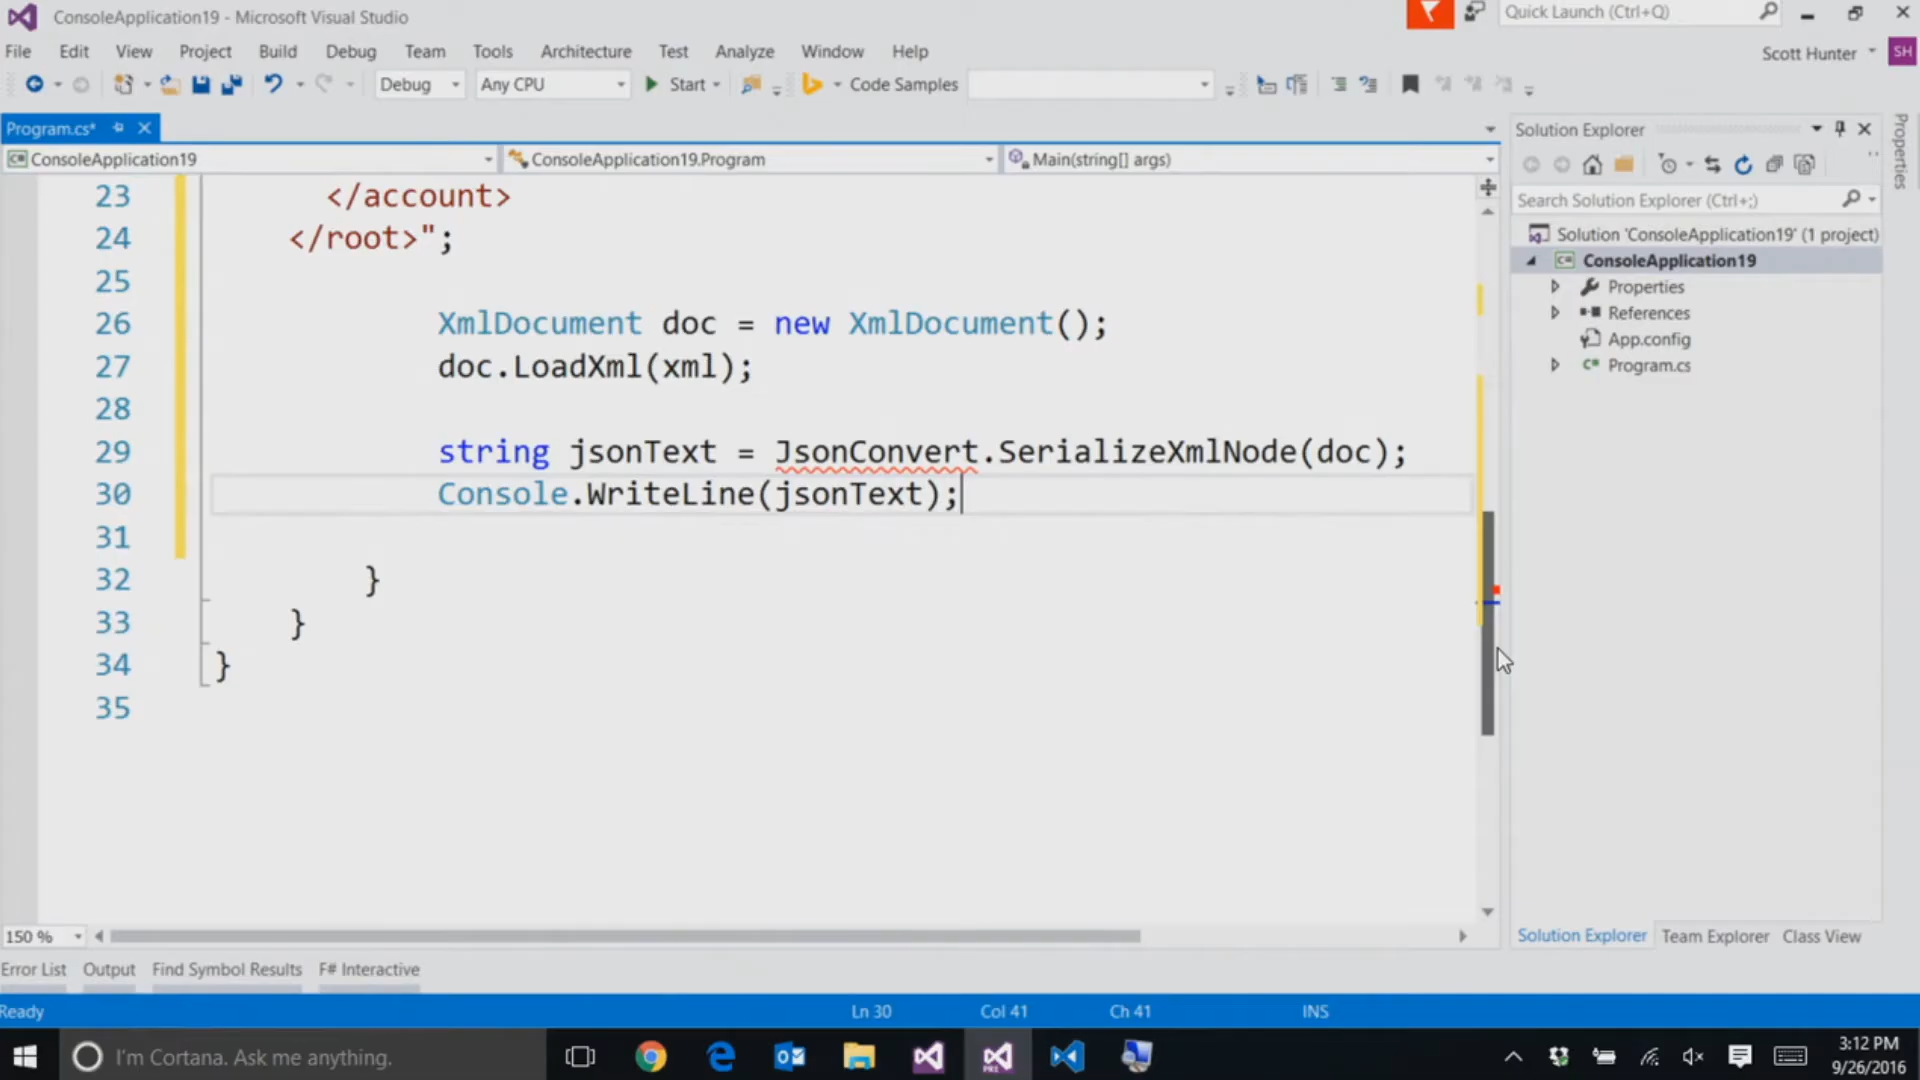 ConsoleApplication19 - Microsoft Visual Studio
Quick Launch (Ctrl+Q)
File Edit View Project Build Debug Team Tools Architecture Test Analyze Window Help
Scott Hunter SH
Debug Any CPU Start Code Samples
Program.cs*
Solution Explorer
Properties
ConsoleApplication19 ConsoleApplication19.Program Main(string[] args)
Search Solution Explorer (Ctrl+;)
Solution 'ConsoleApplication19' (1 project)
ConsoleApplication19
Properties
References
App.config
Program.cs
23 </account>
24 </root>";
25
26 XmlDocument doc = new XmlDocument();
27 doc.LoadXml(xml);
28
29 string jsonText = JsonConvert.SerializeXmlNode(doc);
30 Console.WriteLine(jsonText);
31
32 }
33 }
34 }
35
150 %
Solution Explorer Team Explorer Class View
Error List Output Find Symbol Results F# Interactive
Ready Ln 30 Col 41 Ch 41 INS
I'm Cortana. Ask me anything.
PRE
3:12 PM
9/26/2016